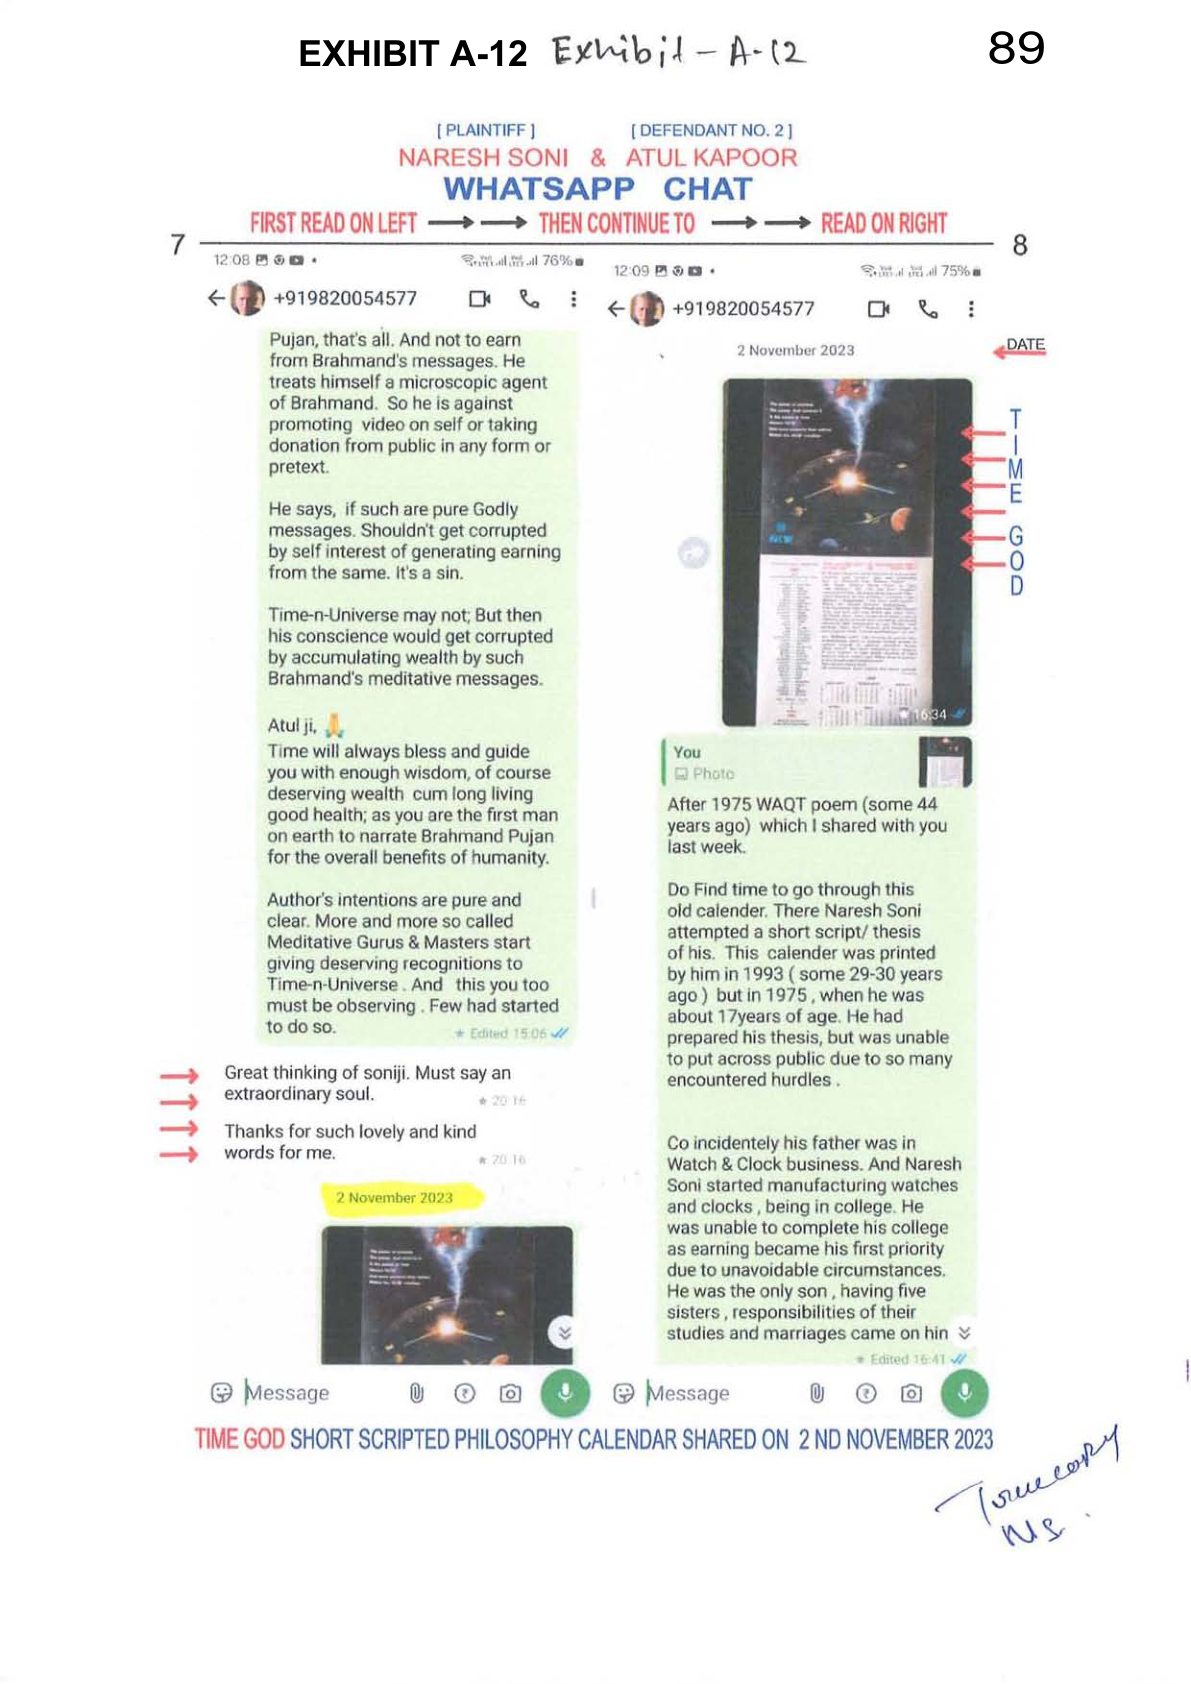 EXHIBIT A-12 Exhibit - A-12 89
[ PLAINTIFF ] [ DEFENDANT NO. 2 ]
NARESH SONI & ATUL KAPOOR
WHATSAPP CHAT
FIRST READ ON LEFT THEN CONTINUE TO READ ON RIGHT
7
12:08 76%
+919820054577
Pujan, that's all. And not to earn
from Brahmand's messages. He
treats himself a microscopic agent
of Brahmand. So he is against
promoting video on self or taking
donation from public in any form or
pretext.
He says, if such are pure Godly
messages. Shouldn't get corrupted
by self interest of generating earning
from the same. It's a sin.
Time-n-Universe may not; But then
his conscience would get corrupted
by accumulating wealth by such
Brahmand's meditative messages.
Atul ji, 🙏
Time will always bless and guide
you with enough wisdom, of course
deserving wealth cum long living
good health; as you are the first man
on earth to narrate Brahmand Pujan
for the overall benefits of humanity.
Author's intentions are pure and
clear. More and more so called
Meditative Gurus & Masters start
giving deserving recognitions to
Time-n-Universe . And this you too
must be observing . Few had started
to do so.
Edited 15:06
Great thinking of soniji. Must say an
extraordinary soul.
20:16
Thanks for such lovely and kind
words for me.
20:16
2 November 2023
Message
8
12:09 75%
+919820054577
2 November 2023
DATE
TIME GOD
16:34
You
Photo
After 1975 WAQT poem (some 44
years ago) which I shared with you
last week.
Do Find time to go through this
old calender. There Naresh Soni
attempted a short script/ thesis
of his. This calender was printed
by him in 1993 ( some 29-30 years
ago ) but in 1975 , when he was
about 17years of age. He had
prepared his thesis, but was unable
to put across public due to so many
encountered hurdles .
Co incidentely his father was in
Watch & Clock business. And Naresh
Soni started manufacturing watches
and clocks , being in college. He
was unable to complete his college
as earning became his first priority
due to unavoidable circumstances.
He was the only son , having five
sisters , responsibilities of their
studies and marriages came on hin
Edited 16:41
Message
TIME GOD SHORT SCRIPTED PHILOSOPHY CALENDAR SHARED ON 2 ND NOVEMBER 2023
True copy
NS.